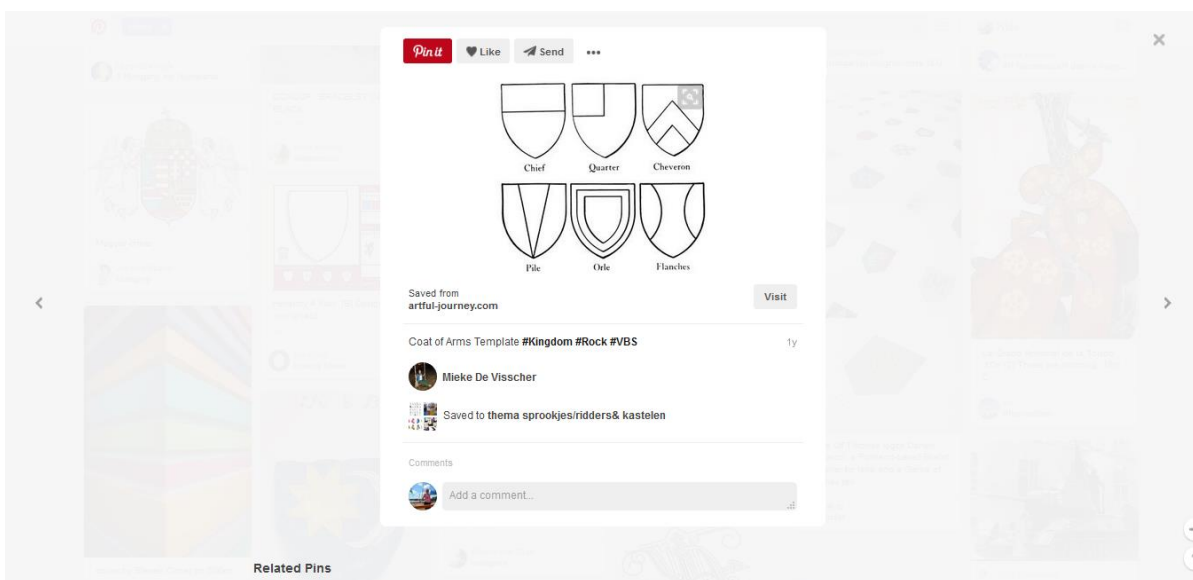 Pin it Like Send
Chief Quarter Cheveron
Pile Orle Flanches
Saved from
artful-journey.com
Visit
Coat of Arms Template #Kingdom #Rock #VBS 1y
Mieke De Visscher
Saved to thema sprookjes/ridders& kastelen
Comments
Add a comment...
Related Pins